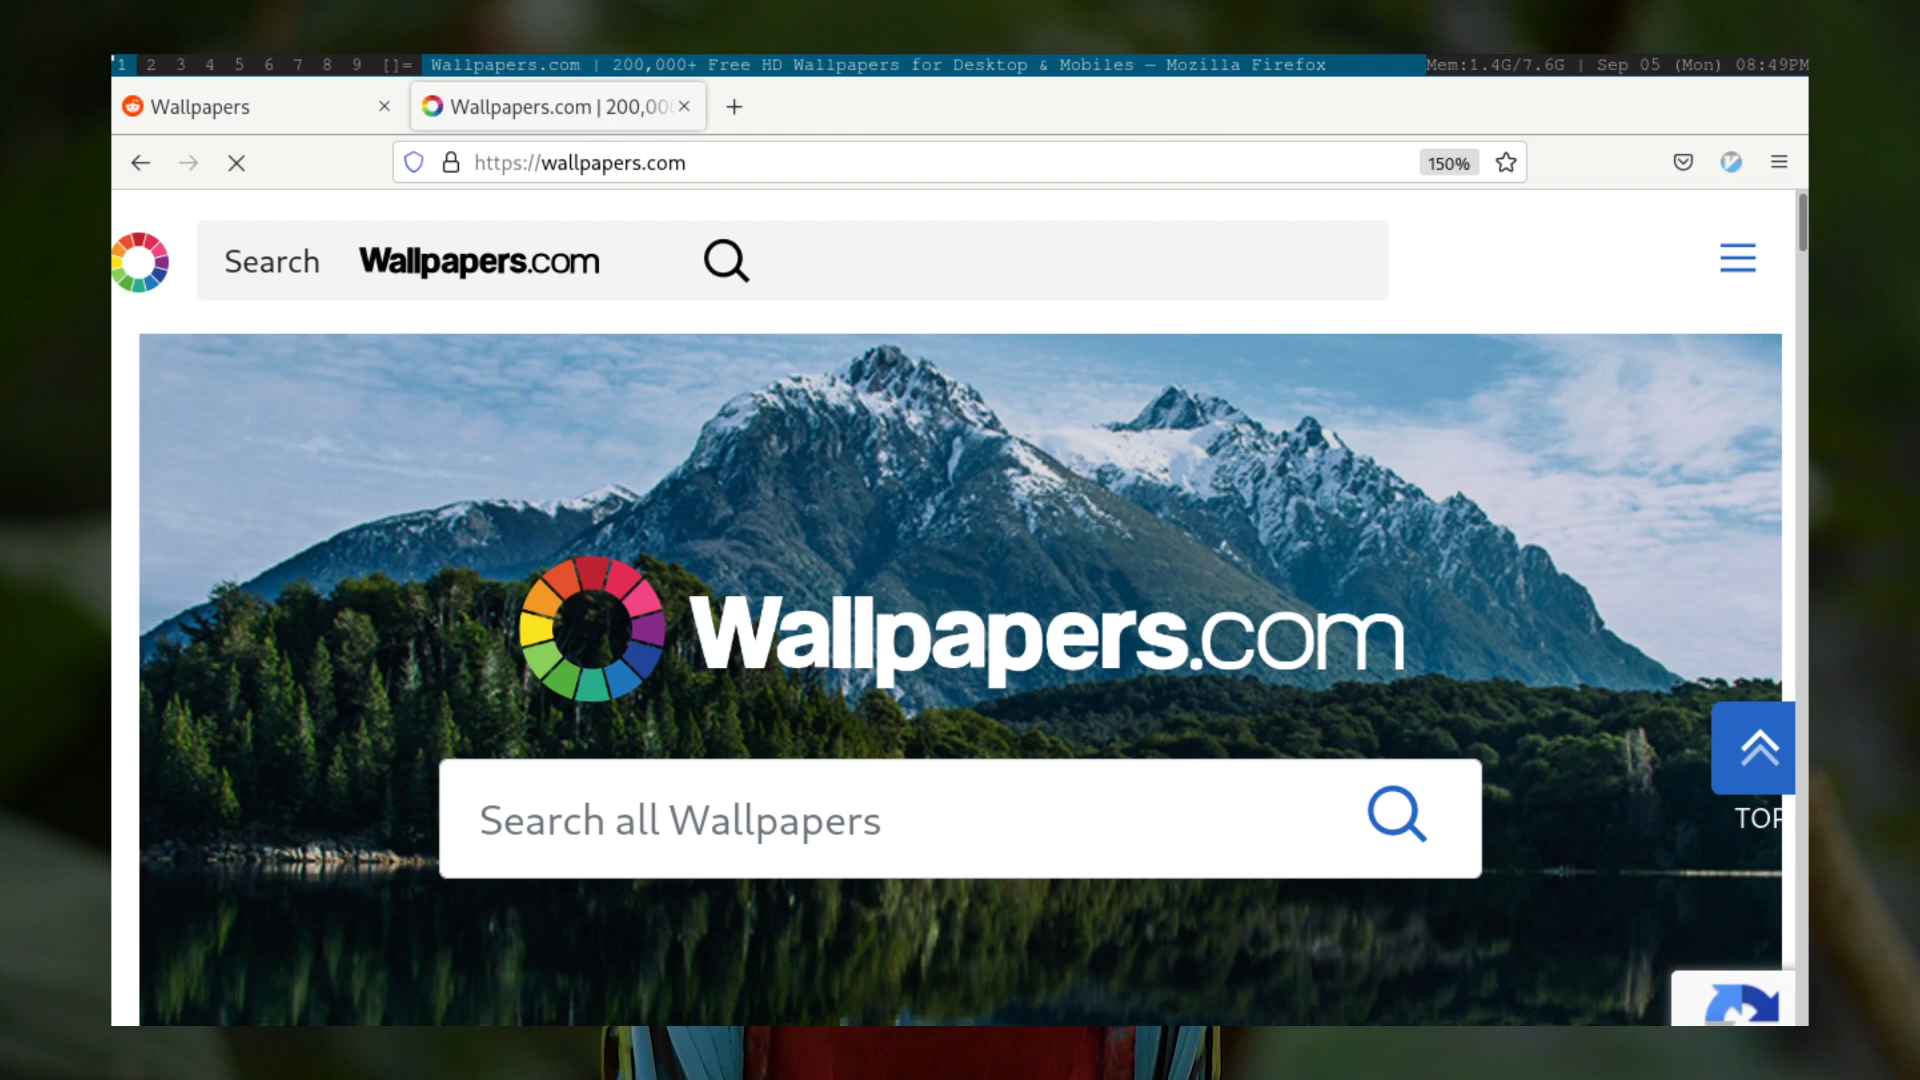 1 2 3 4 5 6 7 8 9 []= Wallpapers.com | 200,000+ Free HD Wallpapers for Desktop & Mobiles — Mozilla Firefox Mem:1.4G/7.6G | Sep 05 (Mon) 08:49PM
Wallpapers Wallpapers.com | 200,00
https://wallpapers.com 150%
Search Wallpapers.com
Wallpapers.com
Search all Wallpapers
TOP